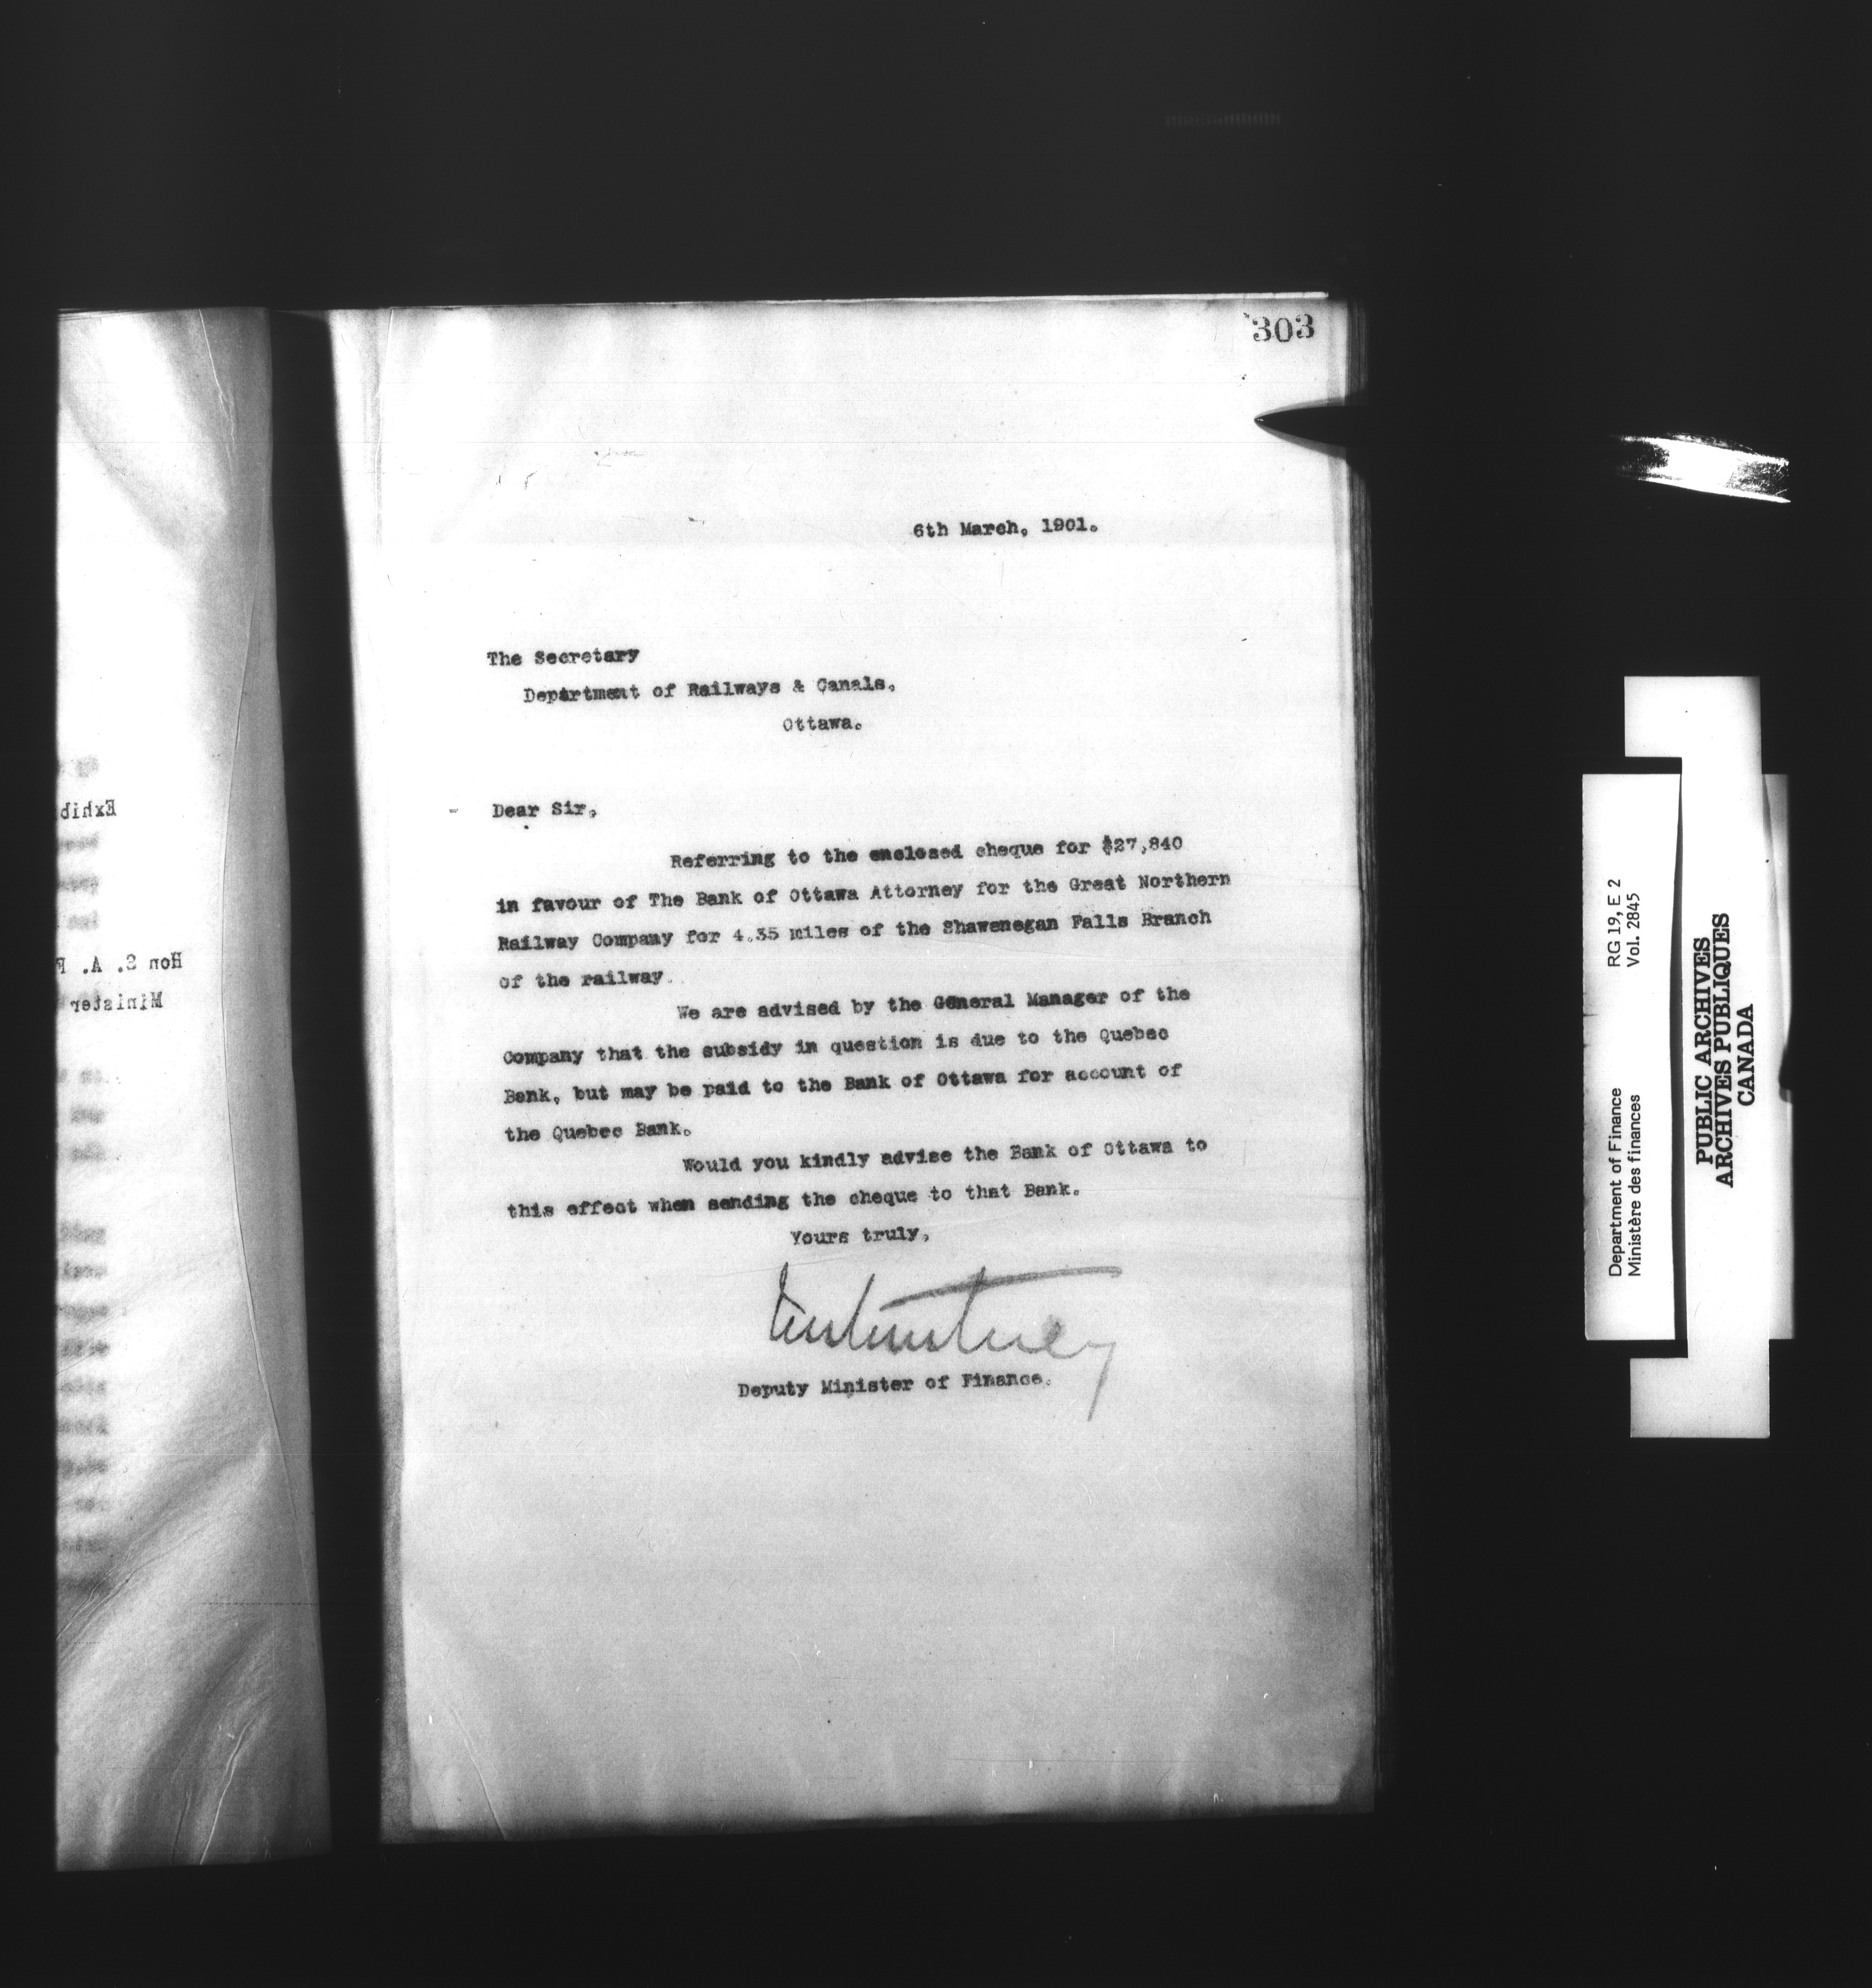 303
6th March, 1901.
The Secretary
Department of Railways & Canals,
Ottawa.
Dear Sir,
Referring to the enclosed cheque for $27,840
in favour of The Bank of Ottawa Attorney for the Great Northern
Railway Company for 4.35 miles of the Shawenegan Falls Branch
of the railway.
We are advised by the General Manager of the
Company that the subsidy in question is due to the Quebec
Bank, but may be paid to the Bank of Ottawa for account of
the Quebec Bank.
Would you kindly advise the Bank of Ottawa to
this effect when sending the cheque to that Bank.
Yours truly,
Deputy Minister of Finance.
Exhib
Hon S. A. F
Minister
Department of Finance RG 19, E 2
Ministère des finances Vol. 2845
PUBLIC ARCHIVES
ARCHIVES PUBLIQUES
CANADA